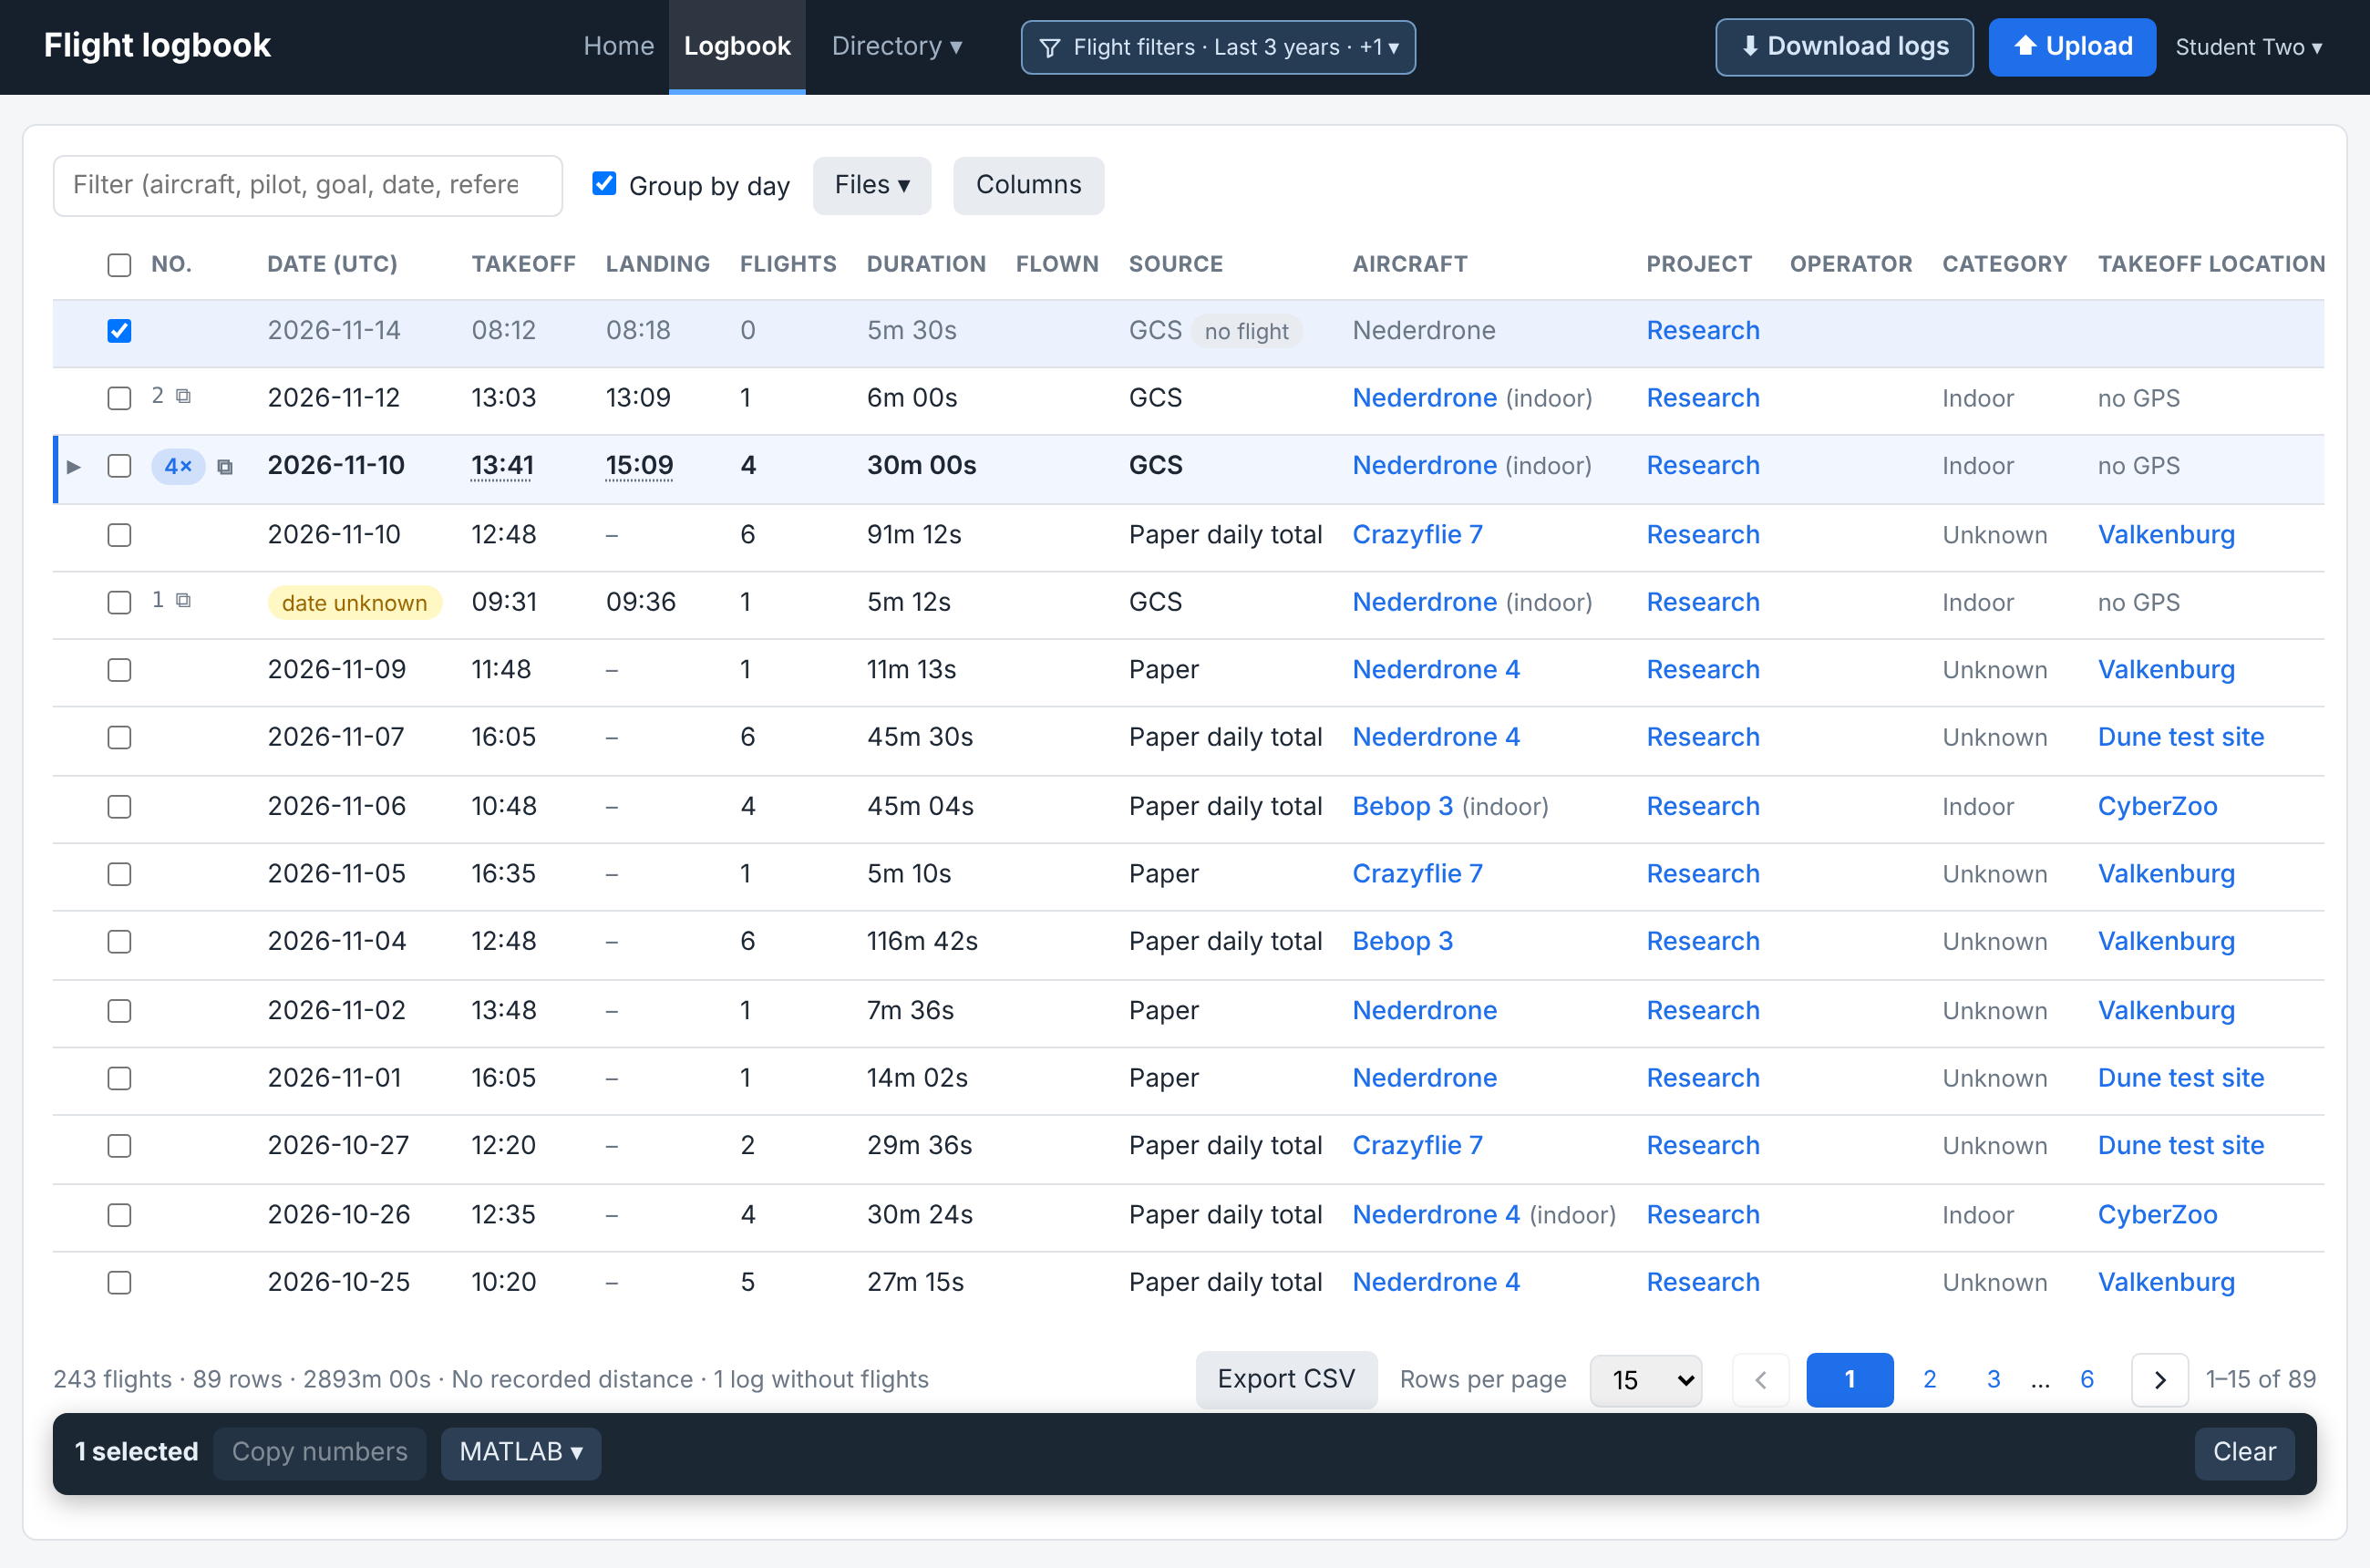 Flight logbook Home Logbook Directory ▾ Flight filters · Last 3 years · +1 ▾ ⬇ Download logs ⬆ Upload Student Two ▾
Filter (aircraft, pilot, goal, date, refere Group by day Files ▾ Columns
NO. DATE (UTC) TAKEOFF LANDING FLIGHTS DURATION FLOWN SOURCE AIRCRAFT PROJECT OPERATOR CATEGORY TAKEOFF LOCATION
2026-11-14 08:12 08:18 0 5m 30s GCS no flight Nederdrone Research
2 2026-11-12 13:03 13:09 1 6m 00s GCS Nederdrone (indoor) Research Indoor no GPS
▶ 4× 2026-11-10 13:41 15:09 4 30m 00s GCS Nederdrone (indoor) Research Indoor no GPS
2026-11-10 12:48 – 6 91m 12s Paper daily total Crazyflie 7 Research Unknown Valkenburg
1 date unknown 09:31 09:36 1 5m 12s GCS Nederdrone (indoor) Research Indoor no GPS
2026-11-09 11:48 – 1 11m 13s Paper Nederdrone 4 Research Unknown Valkenburg
2026-11-07 16:05 – 6 45m 30s Paper daily total Nederdrone 4 Research Unknown Dune test site
2026-11-06 10:48 – 4 45m 04s Paper daily total Bebop 3 (indoor) Research Indoor CyberZoo
2026-11-05 16:35 – 1 5m 10s Paper Crazyflie 7 Research Unknown Valkenburg
2026-11-04 12:48 – 6 116m 42s Paper daily total Bebop 3 Research Unknown Valkenburg
2026-11-02 13:48 – 1 7m 36s Paper Nederdrone Research Unknown Valkenburg
2026-11-01 16:05 – 1 14m 02s Paper Nederdrone Research Unknown Dune test site
2026-10-27 12:20 – 2 29m 36s Paper daily total Crazyflie 7 Research Unknown Dune test site
2026-10-26 12:35 – 4 30m 24s Paper daily total Nederdrone 4 (indoor) Research Indoor CyberZoo
2026-10-25 10:20 – 5 27m 15s Paper daily total Nederdrone 4 Research Unknown Valkenburg
243 flights · 89 rows · 2893m 00s · No recorded distance · 1 log without flights Export CSV Rows per page 15 1 2 3 ... 6 1–15 of 89
1 selected Copy numbers MATLAB ▾ Clear